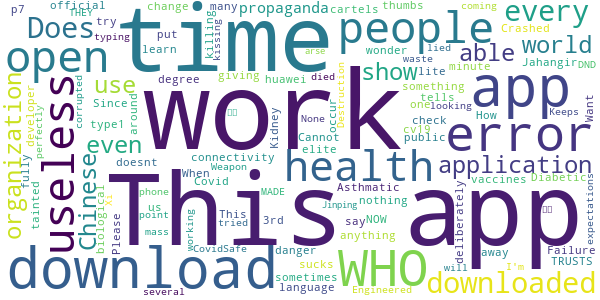 p7
official
THEY
change
propaganda
cartels
thumbs
coming
Does
try
typing
learn
put
many
killing
kissing
time
people
every
wonder
lied
Crashed
arse
Jahangir
DND
open
use
degree
huawei
giving
show
lite
minute
able
world
died
waste
something
one
looking
tells
Keeps
organization
developer
perfectly
useless
Since
type1
around
None
work
Destruction
occur
check
public
How
app
Want
corrupted
Kidney
Cannot
cv19
error
even
doesnt
connectivity
Weapon
elite
fully
Chinese
When
Covid
health
application
tainted
biological
Please
X.i
phone
point
mass
us
This
tried
MADE
3rd
say
NOW
Asthmatic
nothing
anything
vaccines
Diabetic
deliberately
Failure
TRUSTS
expectations
This app
working
CovidSafe
danger
Jinping
away
will
I'm
download
several
sucks
sometimes
language
Engineered
WHO
downloaded